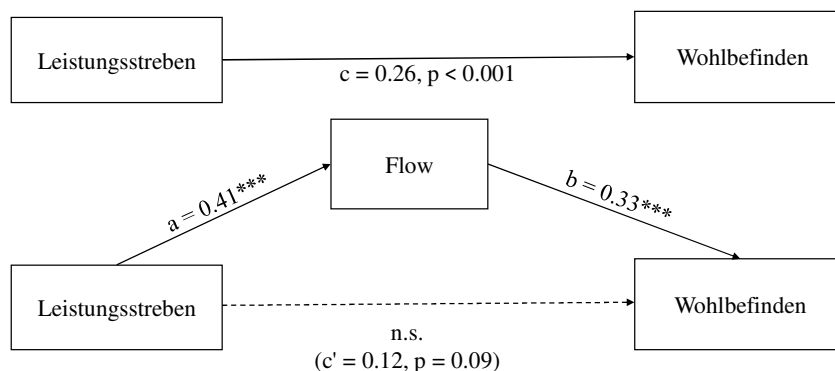 Leistungsstreben
Wohlbefinden
c = 0.26, p < 0.001
Flow
a = 0.41***
b = 0.33***
Leistungsstreben
Wohlbefinden
n.s.
(c' = 0.12, p = 0.09)